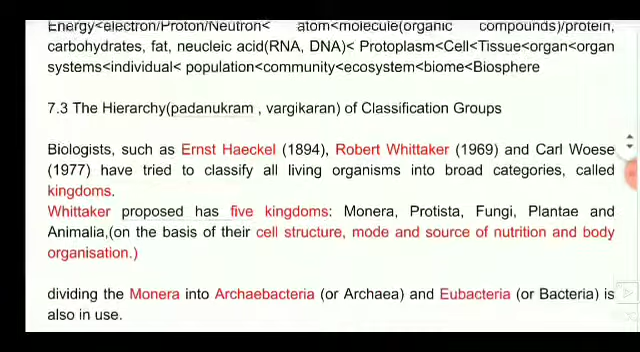 Energy<electron/Proton/Neutron< atom<molecule(organic compounds)/protein,
carbohydrates, fat, neucleic acid(RNA, DNA)< Protoplasm<Cell<Tissue<organ<organ
systems<individual< population<community<ecosystem<biome<Biosphere
7.3 The Hierarchy(padanukram , vargikaran) of Classification Groups
Biologists, such as Ernst Haeckel (1894), Robert Whittaker (1969) and Carl Woese
(1977) have tried to classify all living organisms into broad categories, called
kingdoms.
Whittaker proposed has five kingdoms: Monera, Protista, Fungi, Plantae and
Animalia,(on the basis of their cell structure, mode and source of nutrition and body
organisation.)
dividing the Monera into Archaebacteria (or Archaea) and Eubacteria (or Bacteria) is
also in use.